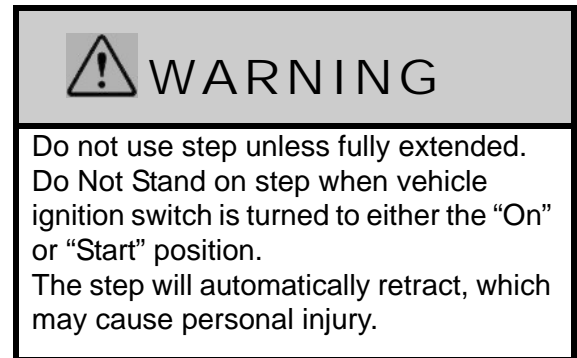 WARNING
Do not use step unless fully extended.
Do Not Stand on step when vehicle
ignition switch is turned to either the “On”
or “Start” position.
The step will automatically retract, which
may cause personal injury.